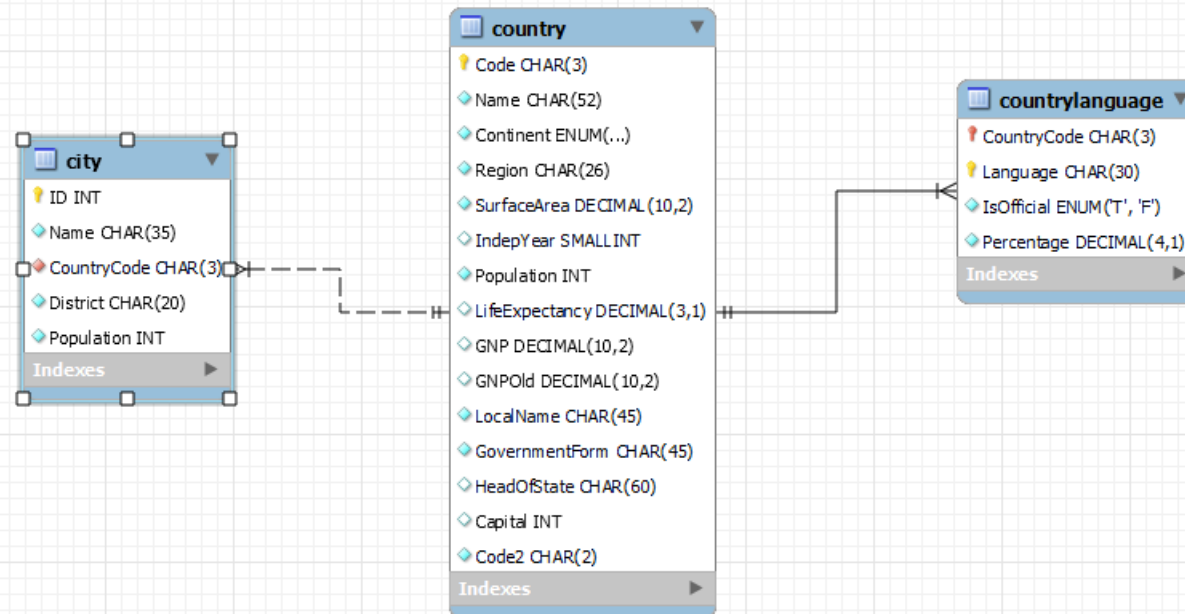 city
ID INT
Name CHAR(35)
CountryCode CHAR(3)
District CHAR(20)
Population INT
Indexes
country
Code CHAR(3)
Name CHAR(52)
Continent ENUM(...)
Region CHAR(26)
SurfaceArea DECIMAL(10,2)
IndepYear SMALLINT
Population INT
LifeExpectancy DECIMAL(3,1)
GNP DECIMAL(10,2)
GNPOld DECIMAL(10,2)
LocalName CHAR(45)
GovernmentForm CHAR(45)
HeadOfState CHAR(60)
Capital INT
Code2 CHAR(2)
Indexes
countrylanguage
CountryCode CHAR(3)
Language CHAR(30)
IsOfficial ENUM('T', 'F')
Percentage DECIMAL(4,1)
Indexes